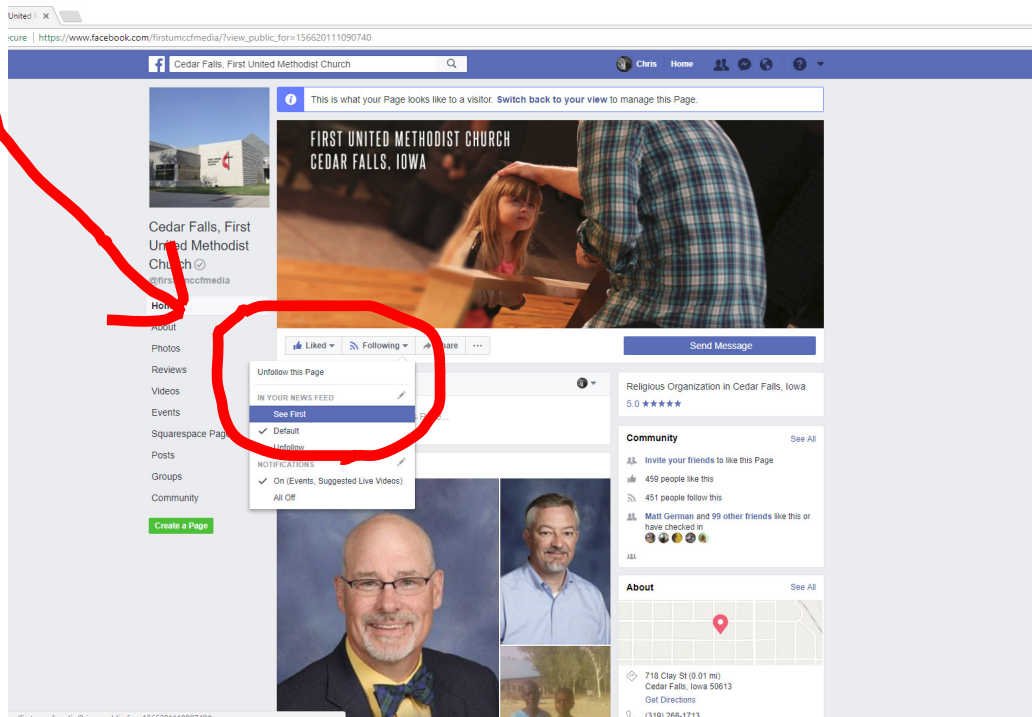 United
ecure | https://www.facebook.com/firstumccfmedia/?view_public_for=156620111090740
Cedar Falls, First United Methodist Church
Chris Home
This is what your Page looks like to a visitor. Switch back to your view to manage this Page.
FIRST UNITED METHODIST CHURCH
CEDAR FALLS, IOWA
Cedar Falls, First
United Methodist
Church
@firstumccfmedia
Home
About
Photos
Reviews
Videos
Events
Squarespace Page
Posts
Groups
Community
Create a Page
Liked Following Share ...
Send Message
Unfollow this Page
IN YOUR NEWS FEED
See First
Default
Unfollow
NOTIFICATIONS
On (Events, Suggested Live Videos)
All Off
Religious Organization in Cedar Falls, Iowa
5.0 ★★★★★
Community See All
Invite your friends to like this Page
459 people like this
451 people follow this
Matt German and 99 other friends like this or
have checked in
About See All
718 Clay St (0.01 mi)
Cedar Falls, Iowa 50613
Get Directions
(319) 266-1713